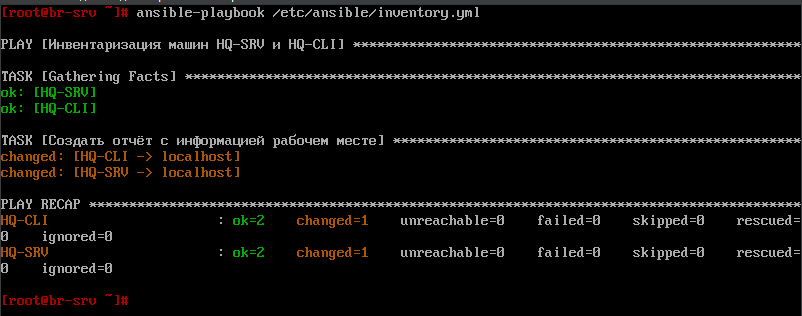 [root@br-srv ~]# ansible-playbook /etc/ansible/inventory.yml
PLAY [Инвентаризация машин HQ-SRV и HQ-CLI] *********************************************************
TASK [Gathering Facts] ******************************************************************************
ok: [HQ-SRV]
ok: [HQ-CLI]
TASK [Создать отчёт с информацией рабочем месте] ****************************************************
changed: [HQ-CLI -> localhost]
changed: [HQ-SRV -> localhost]
PLAY RECAP ******************************************************************************************
HQ-CLI : ok=2 changed=1 unreachable=0 failed=0 skipped=0 rescued=
0 ignored=0
HQ-SRV : ok=2 changed=1 unreachable=0 failed=0 skipped=0 rescued=
0 ignored=0
[root@br-srv ~]#